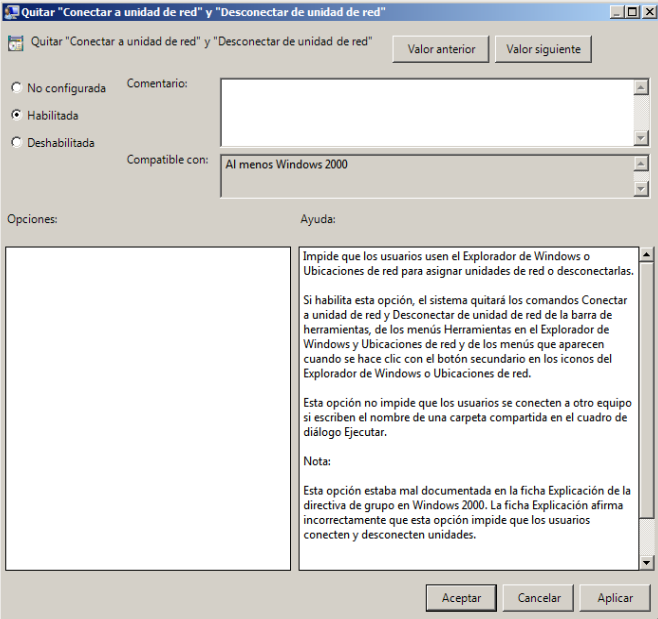 Quitar "Conectar a unidad de red" y "Desconectar de unidad de red"
Quitar "Conectar a unidad de red" y "Desconectar de unidad de red"
Valor anterior
Valor siguiente
No configurada
Habilitada
Deshabilitada
Comentario:
Compatible con:
Al menos Windows 2000
Opciones:
Ayuda:
Impide que los usuarios usen el Explorador de Windows o
Ubicaciones de red para asignar unidades de red o desconectarlas.
Si habilita esta opción, el sistema quitará los comandos Conectar
a unidad de red y Desconectar de unidad de red de la barra de
herramientas, de los menús Herramientas en el Explorador de
Windows y Ubicaciones de red y de los menús que aparecen
cuando se hace clic con el botón secundario en los iconos del
Explorador de Windows o Ubicaciones de red.
Esta opción no impide que los usuarios se conecten a otro equipo
si escriben el nombre de una carpeta compartida en el cuadro de
diálogo Ejecutar.
Nota:
Esta opción estaba mal documentada en la ficha Explicación de la
directiva de grupo en Windows 2000. La ficha Explicación afirma
incorrectamente que esta opción impide que los usuarios
conecten y desconecten unidades.
Aceptar
Cancelar
Aplicar